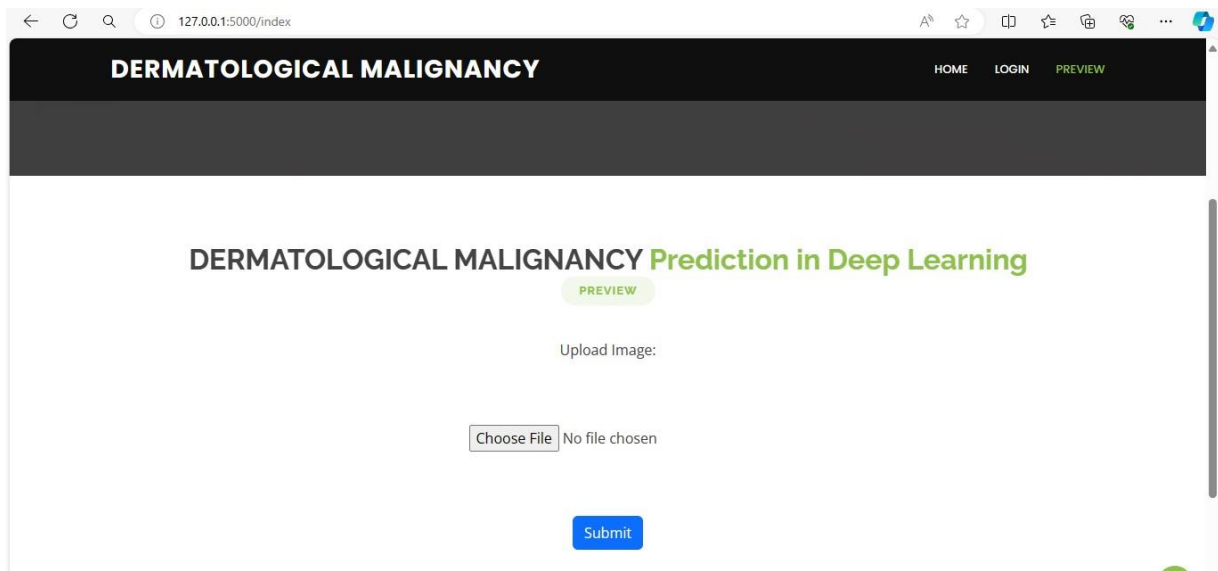 127.0.0.1:5000/index
DERMATOLOGICAL MALIGNANCY
HOME LOGIN PREVIEW
DERMATOLOGICAL MALIGNANCY Prediction in Deep Learning
PREVIEW
Upload Image:
Choose File No file chosen
Submit